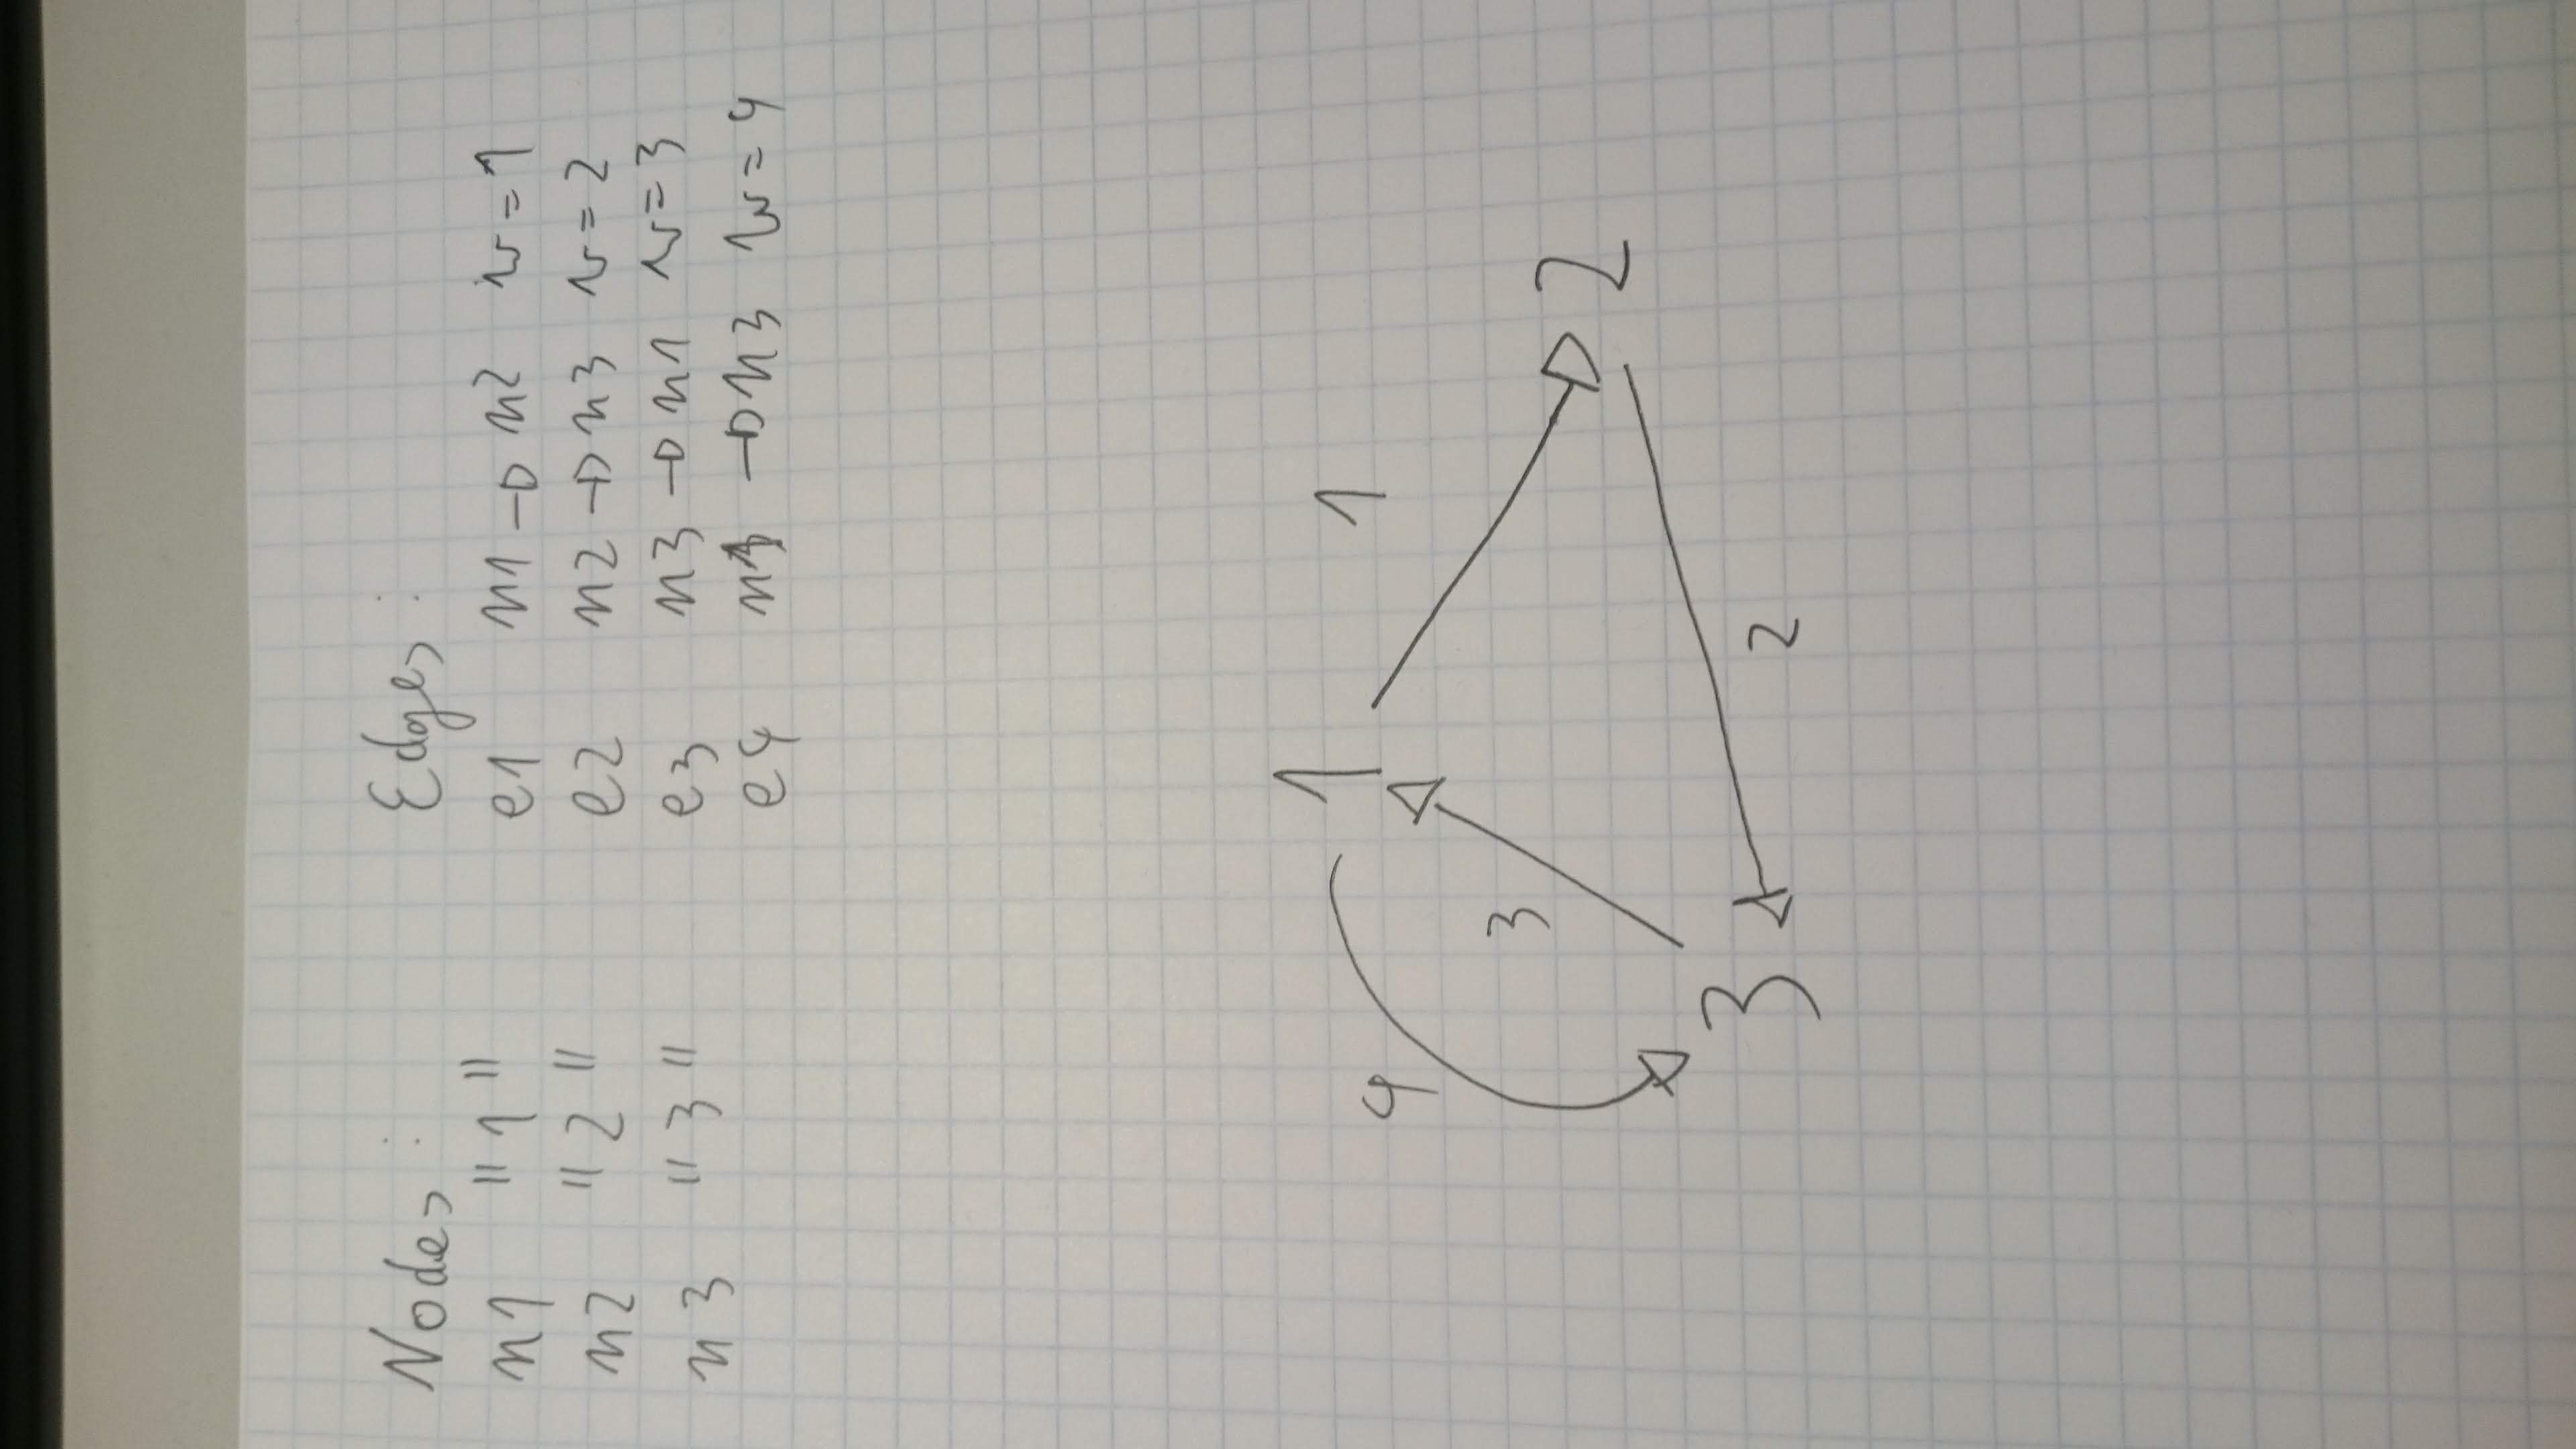 Nodes: Edges:
n1 "1" e1 n1 → n2 w=1
n2 "2" e2 n2 → n3 w=2
n3 "3" e3 n3 → n1 w=3
e4 n1 → n3 w=4
1 1
4
3
2
3
2